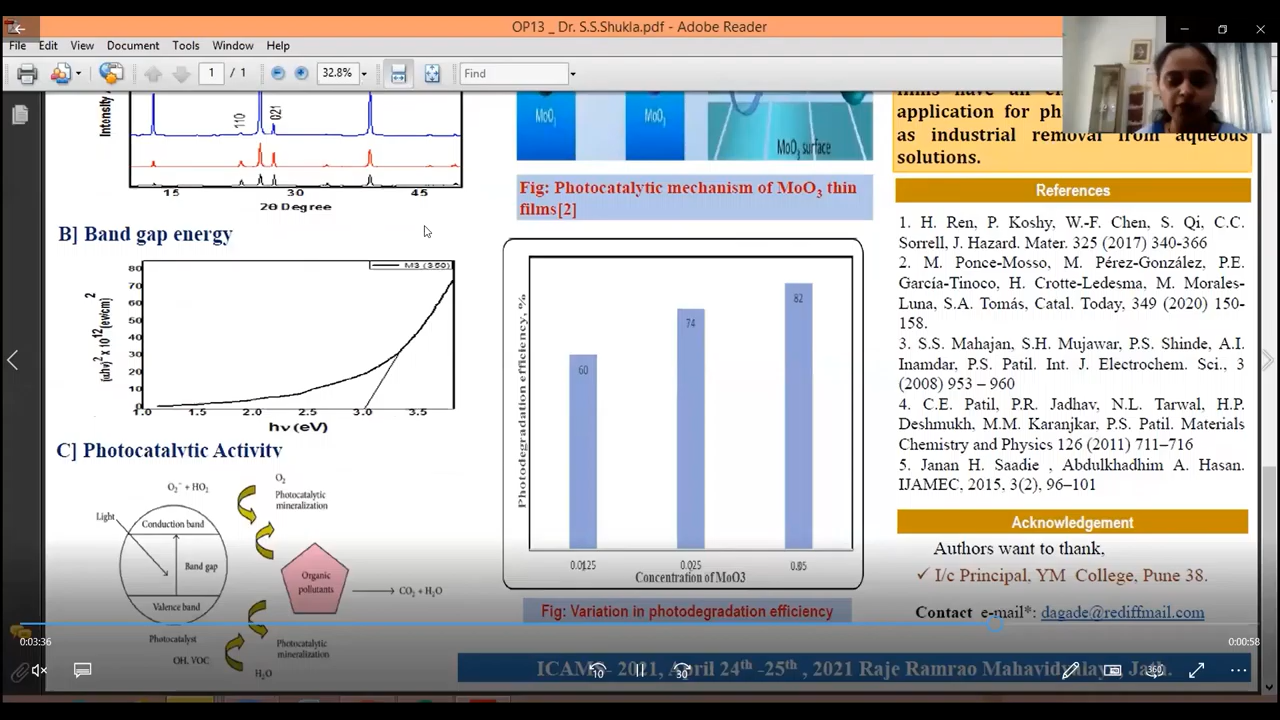 OP13 _ Dr. S.S.Shukla.pdf - Adobe Reader
File Edit View Document Tools Window Help
1 / 1 32.8% Find
Intensity
110
021
15 30 45
2θ Degree
B] Band gap energy
M3 (350)
80
70
60
50
40
30
20
10
0
(αhν)² x 10¹²(ev/cm)²
1.0 1.5 2.0 2.5 3.0 3.5
hν (eV)
C] Photocatalytic Activity
O₂⁻ + HO₂
Light
Conduction band
Band gap
Valence band
Photocatalyst
OH, VOC
O₂
Photocatalytic
mineralization
Organic
pollutants
CO₂ + H₂O
Photocatalytic
mineralization
H₂O
MoO₃
MoO₃
MoO₃ surface
Fig: Photocatalytic mechanism of MoO₃ thin
films[2]
Photodegradation efficiency, %
60
74
82
0.0125 0.025 0.05
Concentration of MoO3
Fig: Variation in photodegradation efficiency
application for
as industrial removal from aqueous
solutions.
References
1. H. Ren, P. Koshy, W.-F. Chen, S. Qi, C.C.
Sorrell, J. Hazard. Mater. 325 (2017) 340-366
2. M. Ponce-Mosso, M. Pérez-González, P.E.
García-Tinoco, H. Crotte-Ledesma, M. Morales-
Luna, S.A. Tomás, Catal. Today, 349 (2020) 150-
158.
3. S.S. Mahajan, S.H. Mujawar, P.S. Shinde, A.I.
Inamdar, P.S. Patil. Int. J. Electrochem. Sci., 3
(2008) 953 – 960
4. C.E. Patil, P.R. Jadhav, N.L. Tarwal, H.P.
Deshmukh, M.M. Karanjkar, P.S. Patil. Materials
Chemistry and Physics 126 (2011) 711–716
5. Janan H. Saadie , Abdulkhadhim A. Hasan.
IJAMEC, 2015, 3(2), 96–101
Acknowledgement
Authors want to thank,
✓ I/c Principal, YM College, Pune 38.
Contact e-mail*: dagade@rediffmail.com
0:03:36
0:00:58
10 30 360
2021, April 24th -25th , 2021 Raje Ramrao